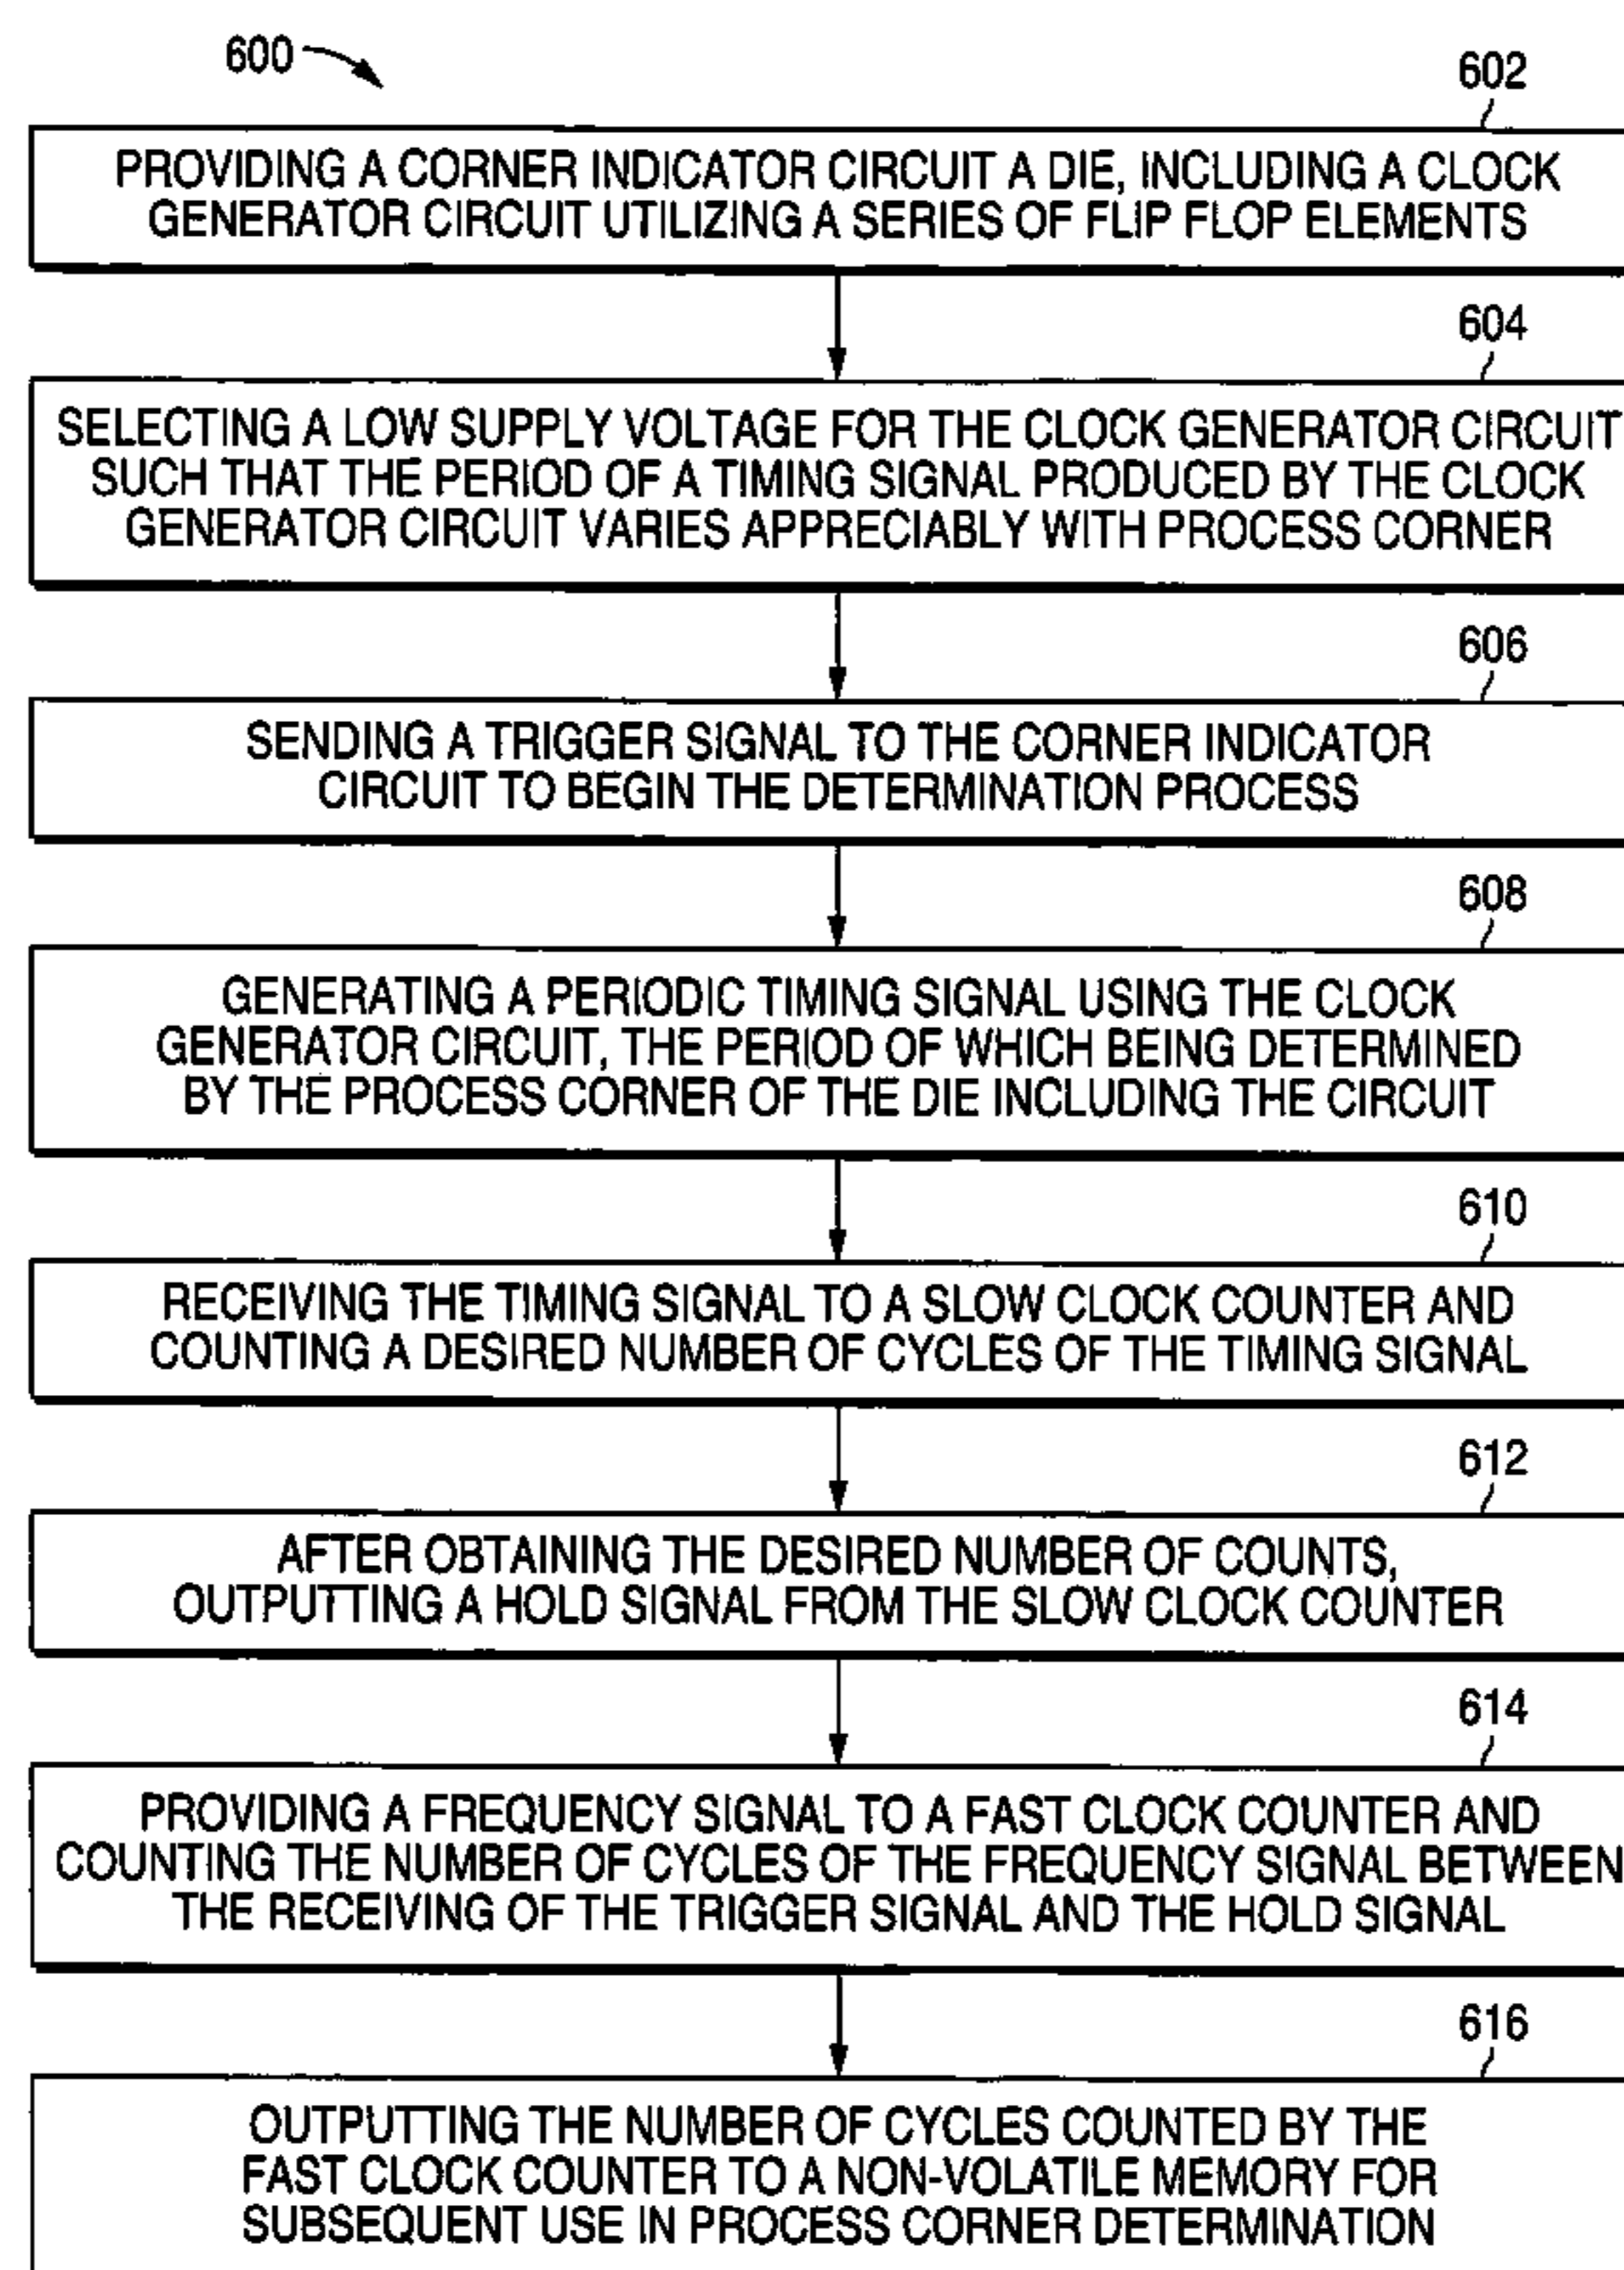 600
602
PROVIDING A CORNER INDICATOR CIRCUIT A DIE, INCLUDING A CLOCK
GENERATOR CIRCUIT UTILIZING A SERIES OF FLIP FLOP ELEMENTS
604
SELECTING A LOW SUPPLY VOLTAGE FOR THE CLOCK GENERATOR CIRCUIT
SUCH THAT THE PERIOD OF A TIMING SIGNAL PRODUCED BY THE CLOCK
GENERATOR CIRCUIT VARIES APPRECIABLY WITH PROCESS CORNER
606
SENDING A TRIGGER SIGNAL TO THE CORNER INDICATOR
CIRCUIT TO BEGIN THE DETERMINATION PROCESS
608
GENERATING A PERIODIC TIMING SIGNAL USING THE CLOCK
GENERATOR CIRCUIT, THE PERIOD OF WHICH BEING DETERMINED
BY THE PROCESS CORNER OF THE DIE INCLUDING THE CIRCUIT
610
RECEIVING THE TIMING SIGNAL TO A SLOW CLOCK COUNTER AND
COUNTING A DESIRED NUMBER OF CYCLES OF THE TIMING SIGNAL
612
AFTER OBTAINING THE DESIRED NUMBER OF COUNTS,
OUTPUTTING A HOLD SIGNAL FROM THE SLOW CLOCK COUNTER
614
PROVIDING A FREQUENCY SIGNAL TO A FAST CLOCK COUNTER AND
COUNTING THE NUMBER OF CYCLES OF THE FREQUENCY SIGNAL BETWEEN
THE RECEIVING OF THE TRIGGER SIGNAL AND THE HOLD SIGNAL
616
OUTPUTTING THE NUMBER OF CYCLES COUNTED BY THE
FAST CLOCK COUNTER TO A NON-VOLATILE MEMORY FOR
SUBSEQUENT USE IN PROCESS CORNER DETERMINATION